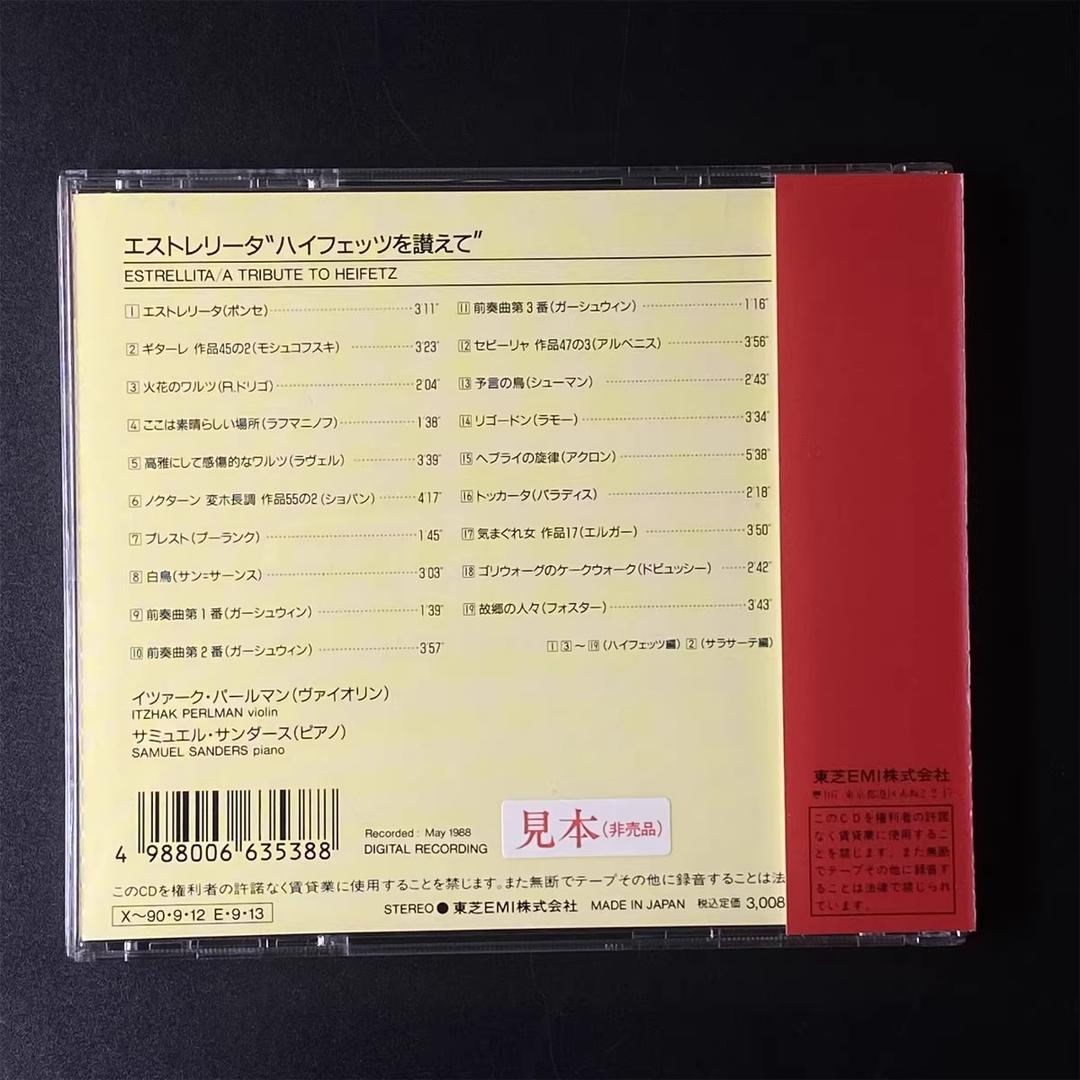 エストレリータ“ハイフェッツを讃えて”
ESTRELLITA/A TRIBUTE TO HEIFETZ
1 エストレリータ(ポンセ) 3'11"
2 ギターレ 作品45の2(モシュコフスキ) 3'23"
3 火花のワルツ(R.ドリゴ) 2'04"
4 ここは素晴らしい場所(ラフマニノフ) 1'38"
5 高雅にして感傷的なワルツ(ラヴェル) 3'39"
6 ノクターン 変ホ長調 作品55の2(ショパン) 4'17"
7 プレスト(プーランク) 1'45"
8 白鳥(サン=サーンス) 3'03"
9 前奏曲第1番(ガーシュウィン) 1'39"
10 前奏曲第2番(ガーシュウィン) 3'57"
11 前奏曲第3番(ガーシュウィン) 1'16"
12 セビーリャ 作品47の3(アルベニス) 3'56"
13 予言の鳥(シューマン) 2'43"
14 リゴードン(ラモー) 3'34"
15 ヘブライの旋律(アクロン) 5'38"
16 トッカータ(パラディス) 2'18"
17 気まぐれ女 作品17(エルガー) 3'50"
18 ゴリウォーグのケークウォーク(ドビュッシー) 2'42"
19 故郷の人々(フォスター) 3'43"
1 3〜19(ハイフェッツ編) 2(サラサーテ編)
イツァーク・パールマン(ヴァイオリン)
ITZHAK PERLMAN violin
サミュエル・サンダース(ピアノ)
SAMUEL SANDERS piano
4 988006 635388
Recorded: May 1988
DIGITAL RECORDING
見本(非売品)
このCDを権利者の許諾なく賃貸業に使用することを禁じます。また無断でテープその他に録音することは法
X〜90・9・12 E・9・13
STEREO ● 東芝EMI株式会社 MADE IN JAPAN 税込定価 3,008
東芝EMI株式会社
〒107 東京都港区赤坂2-2-17
このCDを権利者の許諾
なく賃貸業に使用するこ
とを禁じます。また無断
でテープその他に録音す
ることは法律で禁じられ
ています。